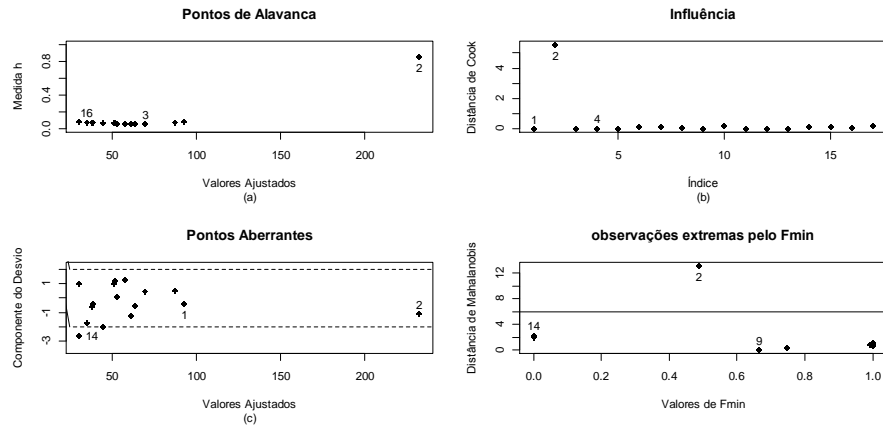 Pontos de Alavanca
Medida h
0.0 0.4 0.8
16
3
2
50 100 150 200
Valores Ajustados
(a)
Influência
Distância de Cook
0 2 4
1
2
4
5 10 15
Índice
(b)
Pontos Aberrantes
Componente do Desvio
-3 -1 1
14
1
2
50 100 150 200
Valores Ajustados
(c)
observações extremas pelo Fmin
Distância de Mahalanobis
0 4 8 12
14
2
9
0.0 0.2 0.4 0.6 0.8 1.0
Valores de Fmin